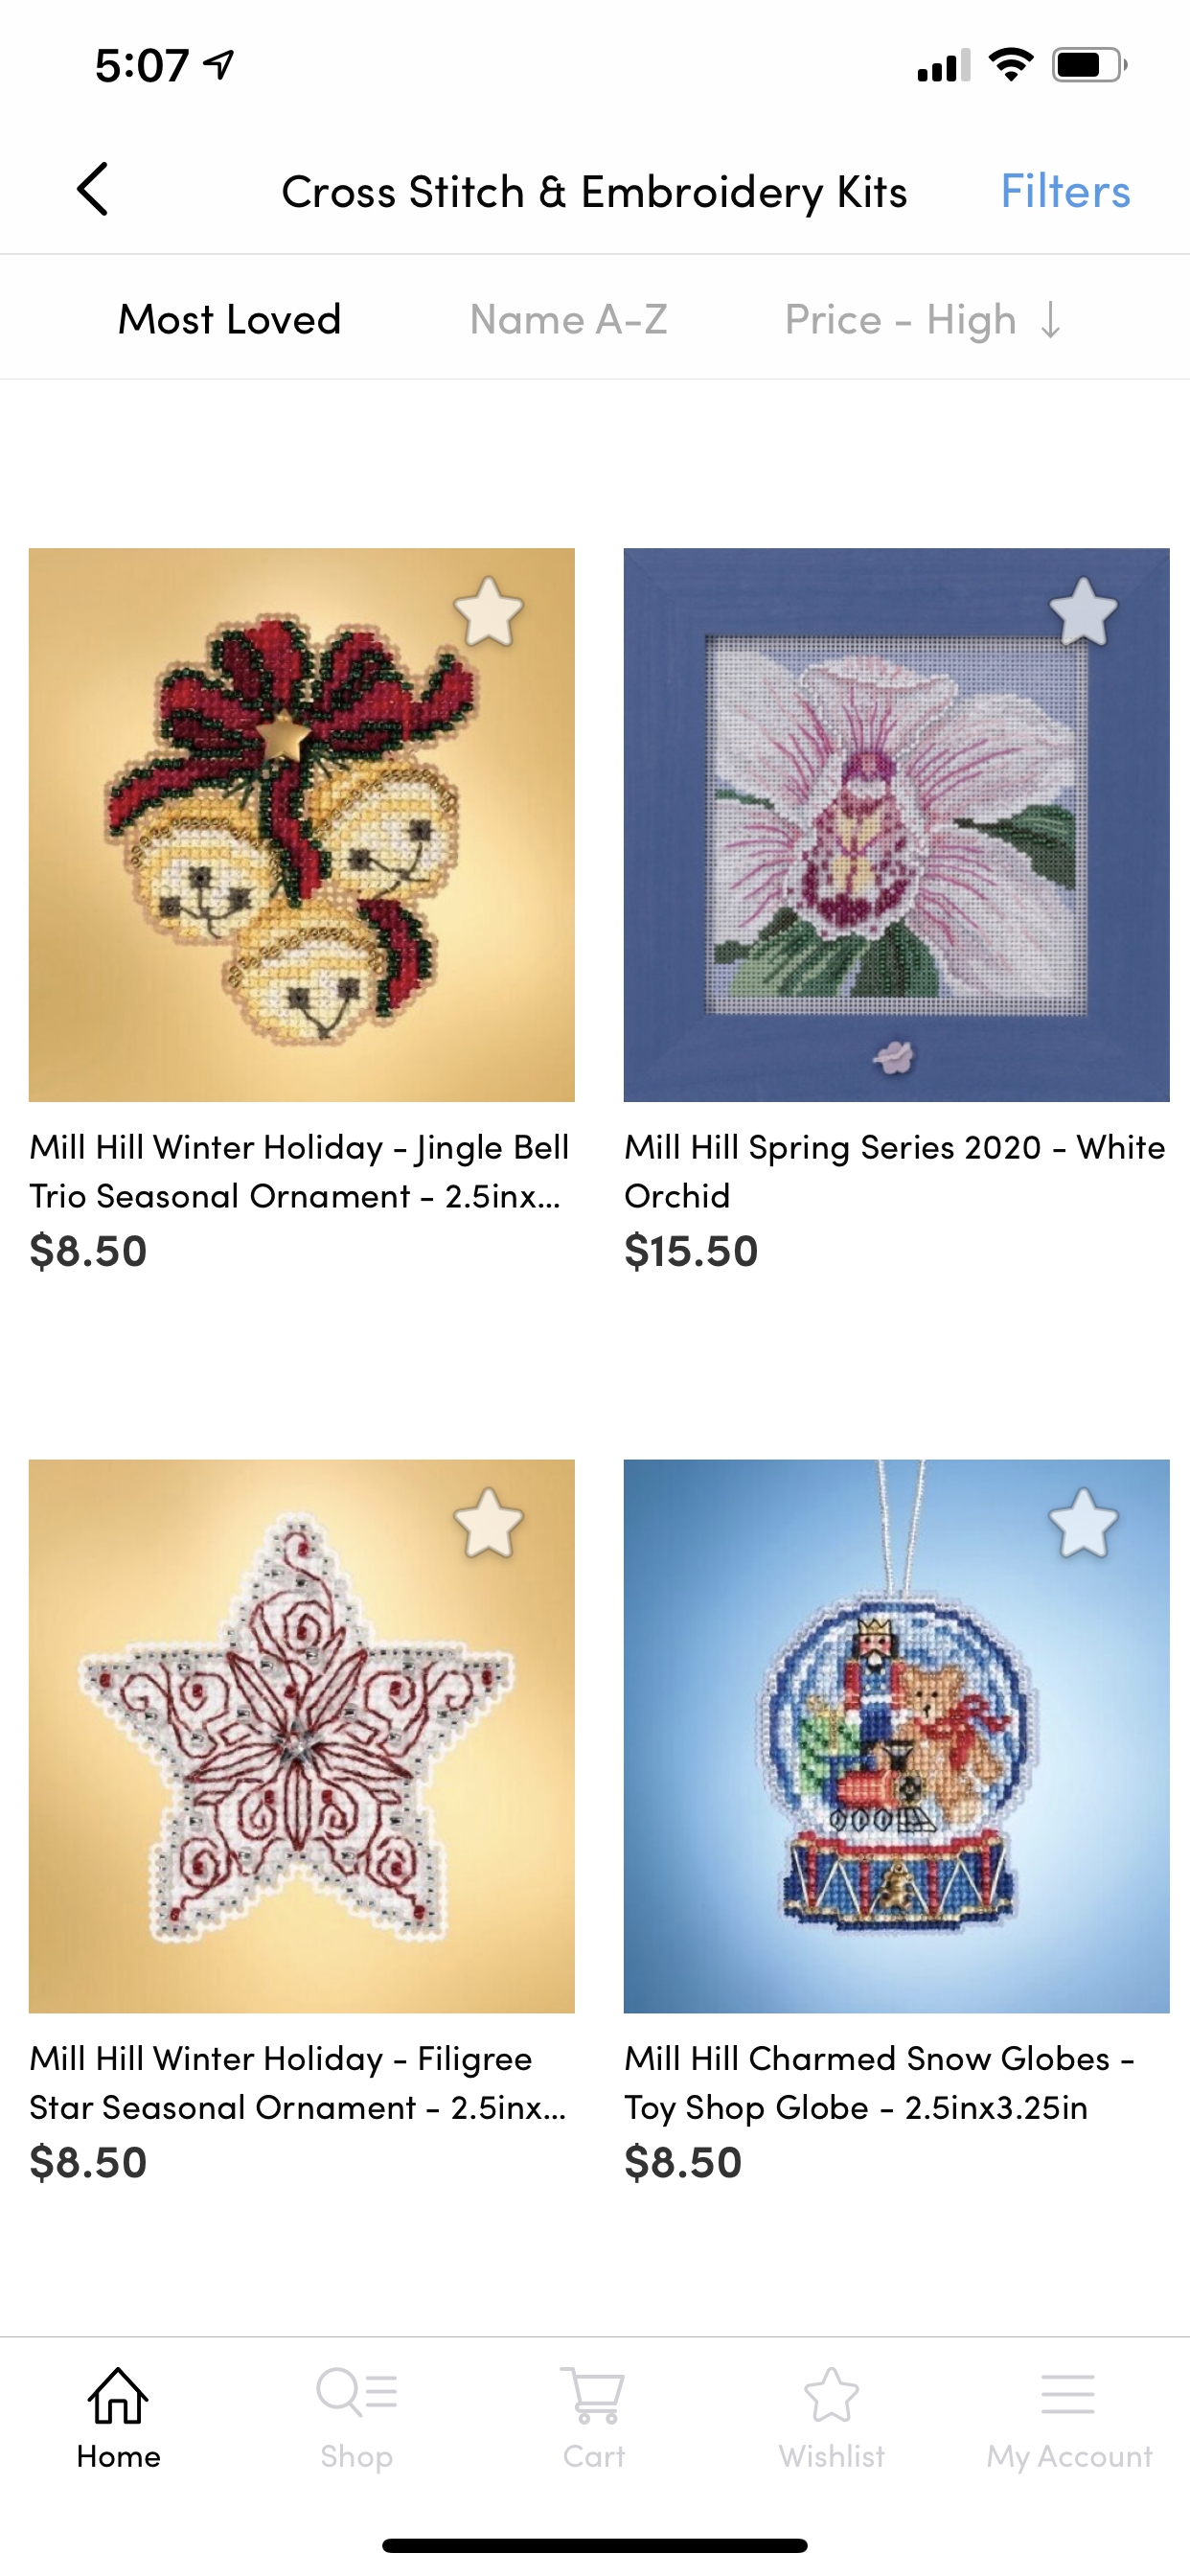 5:07
Cross Stitch & Embroidery Kits
Filters
Most Loved
Name A-Z
Price - High ↓
Mill Hill Winter Holiday - Jingle Bell
Trio Seasonal Ornament - 2.5inx...
$8.50
Mill Hill Spring Series 2020 - White
Orchid
$15.50
Mill Hill Winter Holiday - Filigree
Star Seasonal Ornament - 2.5inx...
$8.50
Mill Hill Charmed Snow Globes -
Toy Shop Globe - 2.5inx3.25in
$8.50
Home
Shop
Cart
Wishlist
My Account